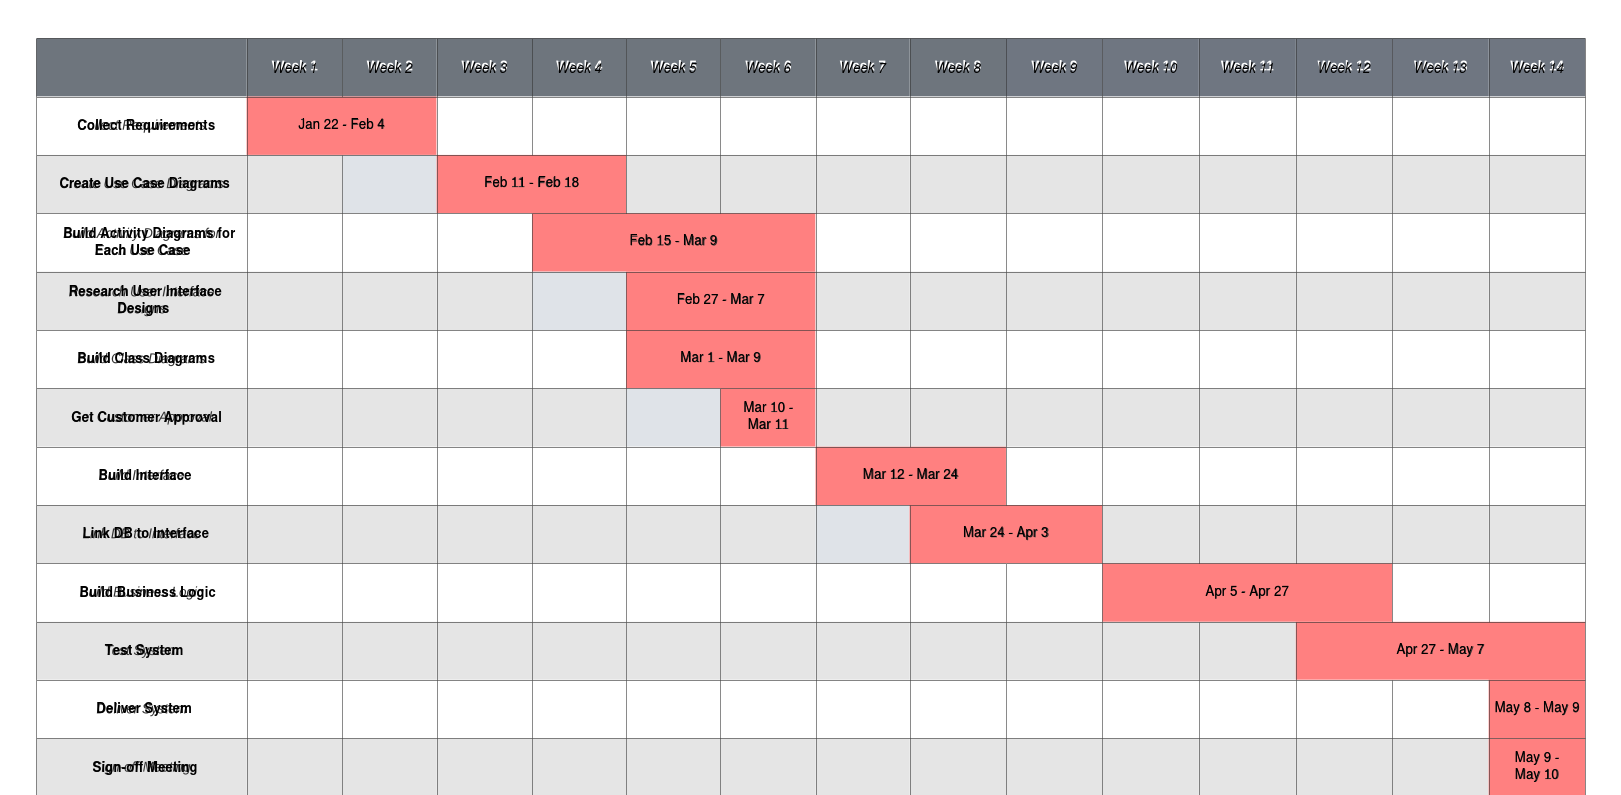 Week 1 Week 2 Week 3 Week 4 Week 5 Week 6 Week 7 Week 8 Week 9 Week 10 Week 11 Week 12 Week 13 Week 14
Collect Requirements Jan 22 - Feb 4
Create Use Case Diagrams Feb 11 - Feb 18
Build Activity Diagrams for
Each Use Case
Feb 15 - Mar 9
Research User Interface
Designs
Feb 27 - Mar 7
Build Class Diagrams Mar 1 - Mar 9
Get Customer Approval
Mar 10 -
Mar 11
Build Interface Mar 12 - Mar 24
Link DB to Interface Mar 24 - Apr 3
Build Business Logic Apr 5 - Apr 27
Test System Apr 27 - May 7
Deliver System May 8 - May 9
Sign-off Meeting
May 9 -
May 10